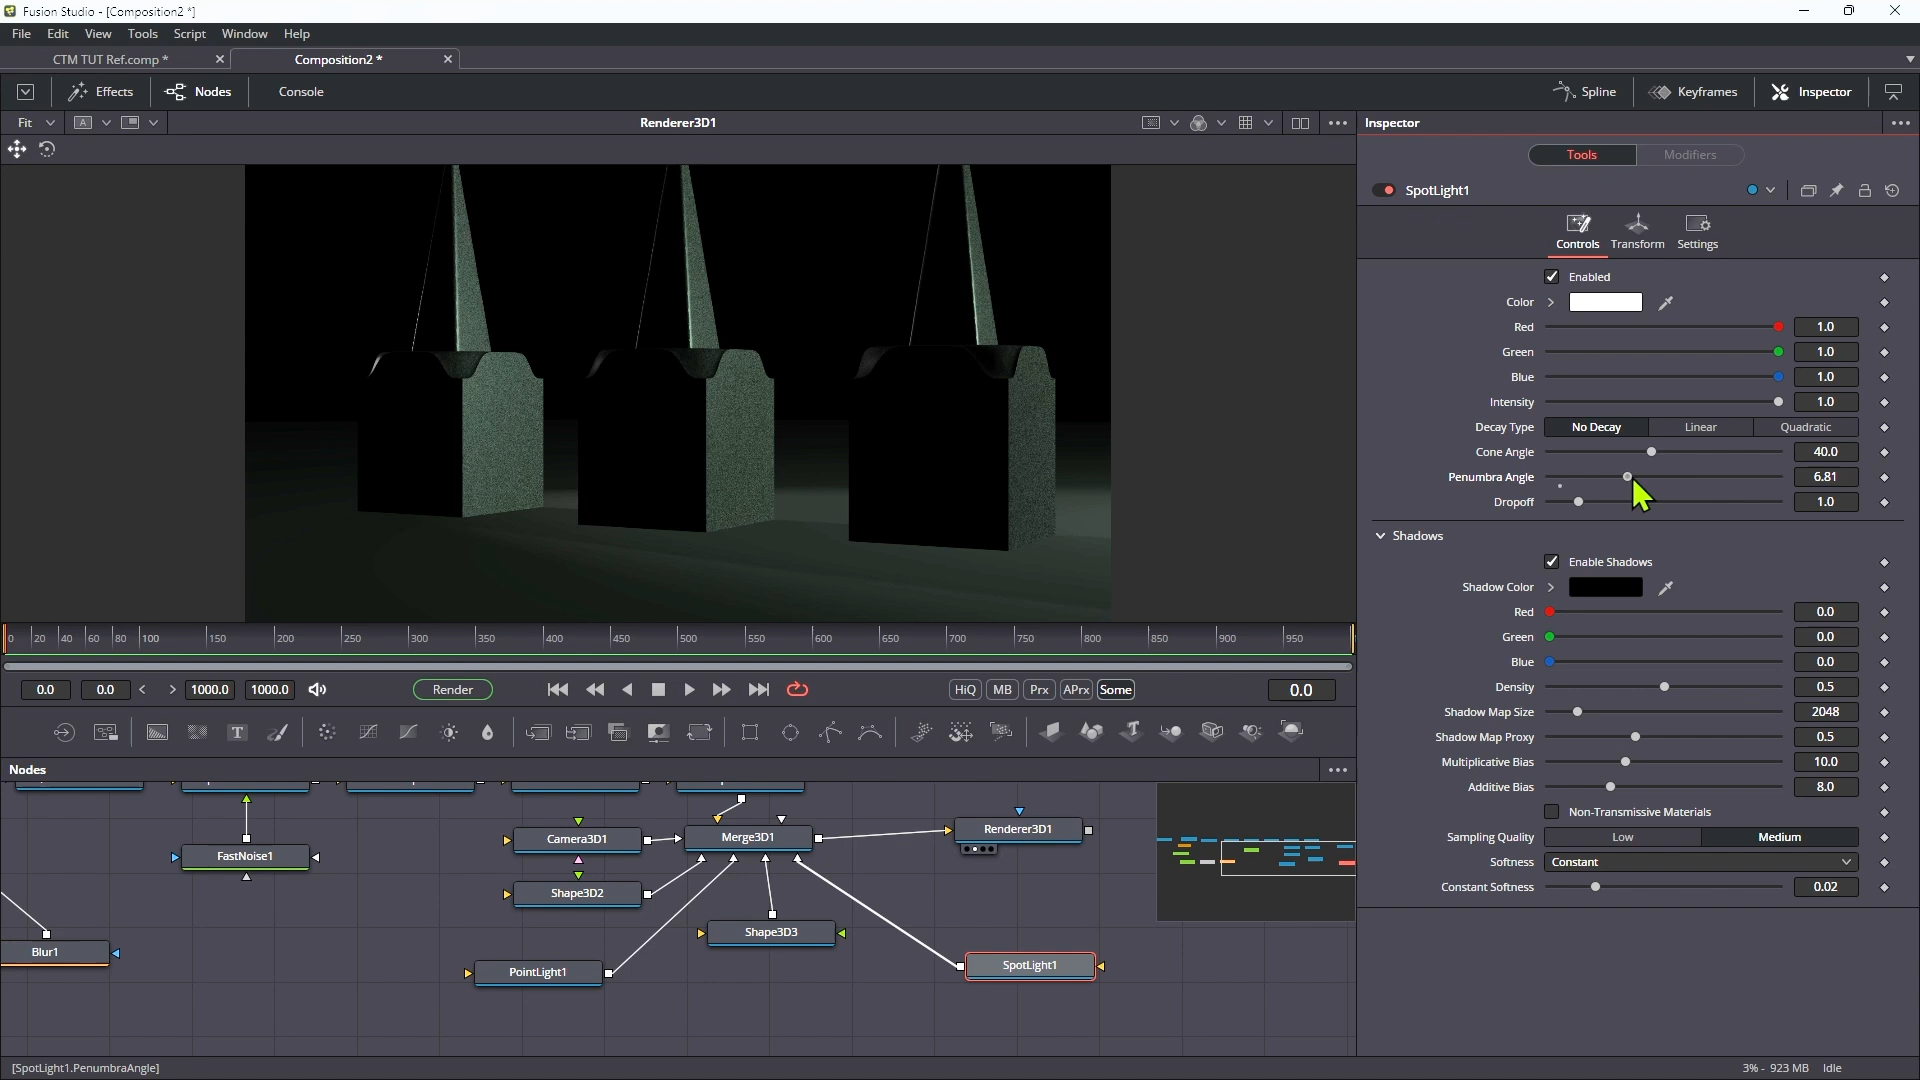 Fusion Studio - [Composition2 *]
File Edit View Tools Script Window Help
CTM TUT Ref.comp * Composition2 *
Effects Nodes Console Spline Keyframes Inspector
Fit A Renderer3D1 Inspector
Tools Modifiers
SpotLight1
Controls Transform Settings
Enabled
Color
Red 1.0
Green 1.0
Blue 1.0
Intensity 1.0
Decay Type No Decay Linear Quadratic
Cone Angle 40.0
Penumbra Angle 6.81
Dropoff 1.0
Shadows
Enable Shadows
Shadow Color
Red 0.0
Green 0.0
Blue 0.0
Density 0.5
Shadow Map Size 2048
Shadow Map Proxy 0.5
Multiplicative Bias 10.0
Additive Bias 8.0
Non-Transmissive Materials
Sampling Quality Low Medium
Softness Constant
Constant Softness 0.02
0 20 40 60 80 100 150 200 250 300 350 400 450 500 550 600 650 700 750 800 850 900 950
0.0 0.0 1000.0 1000.0 Render HiQ MB Prx APrx Some 0.0
T T
Nodes
Camera3D1 Merge3D1 Renderer3D1
FastNoise1
Shape3D2
Shape3D3
Blur1
PointLight1 SpotLight1
[SpotLight1.PenumbraAngle] 3% - 923 MB Idle